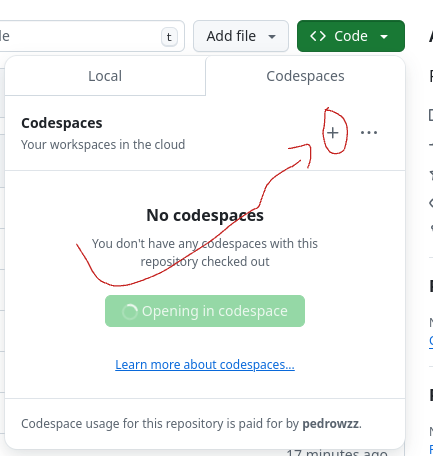 t
Add file
Code
Local
Codespaces
Codespaces
Your workspaces in the cloud
No codespaces
You don't have any codespaces with this
repository checked out
Opening in codespace
Learn more about codespaces...
Codespace usage for this repository is paid for by pedrowzz.
17 minutes ago